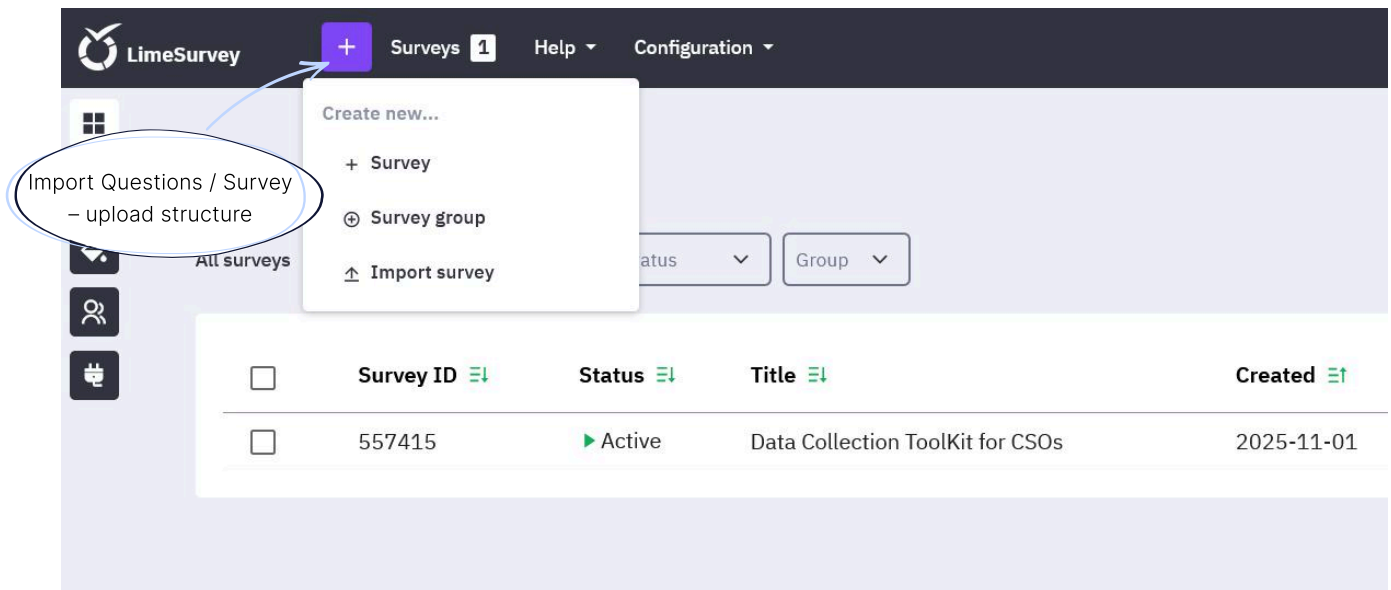 LimeSurvey
+ Surveys 1 Help Configuration
Create new...
+ Survey
Survey group
Import survey
Import Questions / Survey
– upload structure
All surveys
atus
Group
Survey ID Status Title Created
557415 Active Data Collection ToolKit for CSOs 2025-11-01